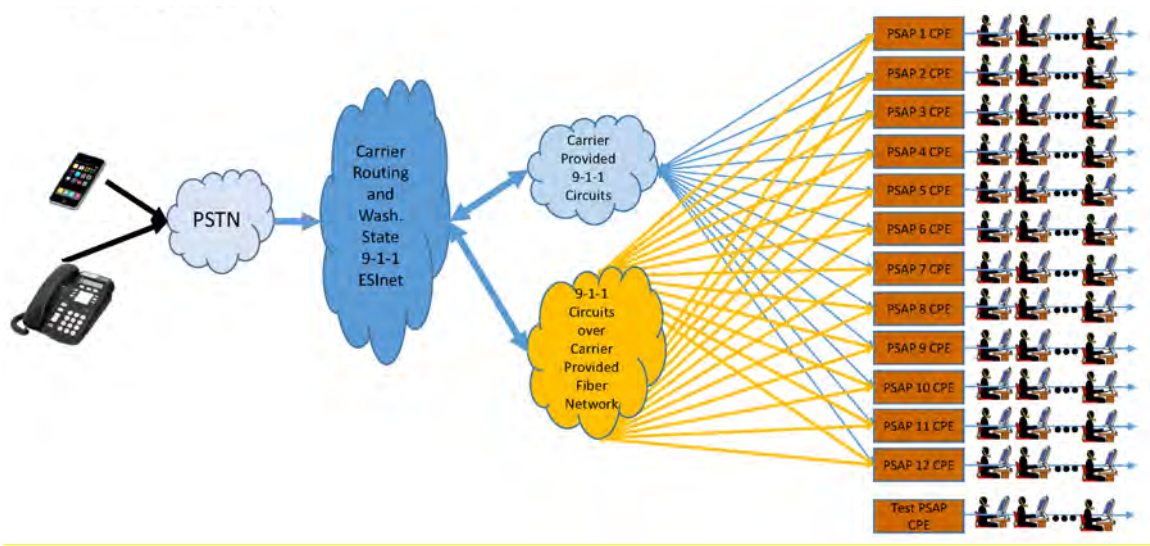 PSTN
Carrier
Routing
and
Wash.
State
9-1-1
ESInet
Carrier
Provided
9-1-1
Circuits
9-1-1
Circuits
over
Carrier
Provided
Fiber
Network
PSAP 1 CPE
PSAP 2 CPE
PSAP 3 CPE
PSAP 4 CPE
PSAP 5 CPE
PSAP 6 CPE
PSAP 7 CPE
PSAP 8 CPE
PSAP 9 CPE
PSAP 10 CPE
PSAP 11 CPE
PSAP 12 CPE
Test PSAP
CPE